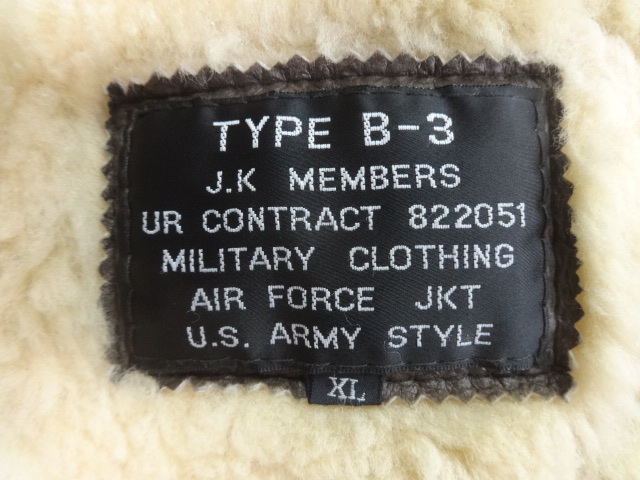 TYPE B-3
J.K MEMBERS
UR CONTRACT 822051
MILITARY CLOTHING
AIR FORCE JKT
U.S. ARMY STYLE
XL